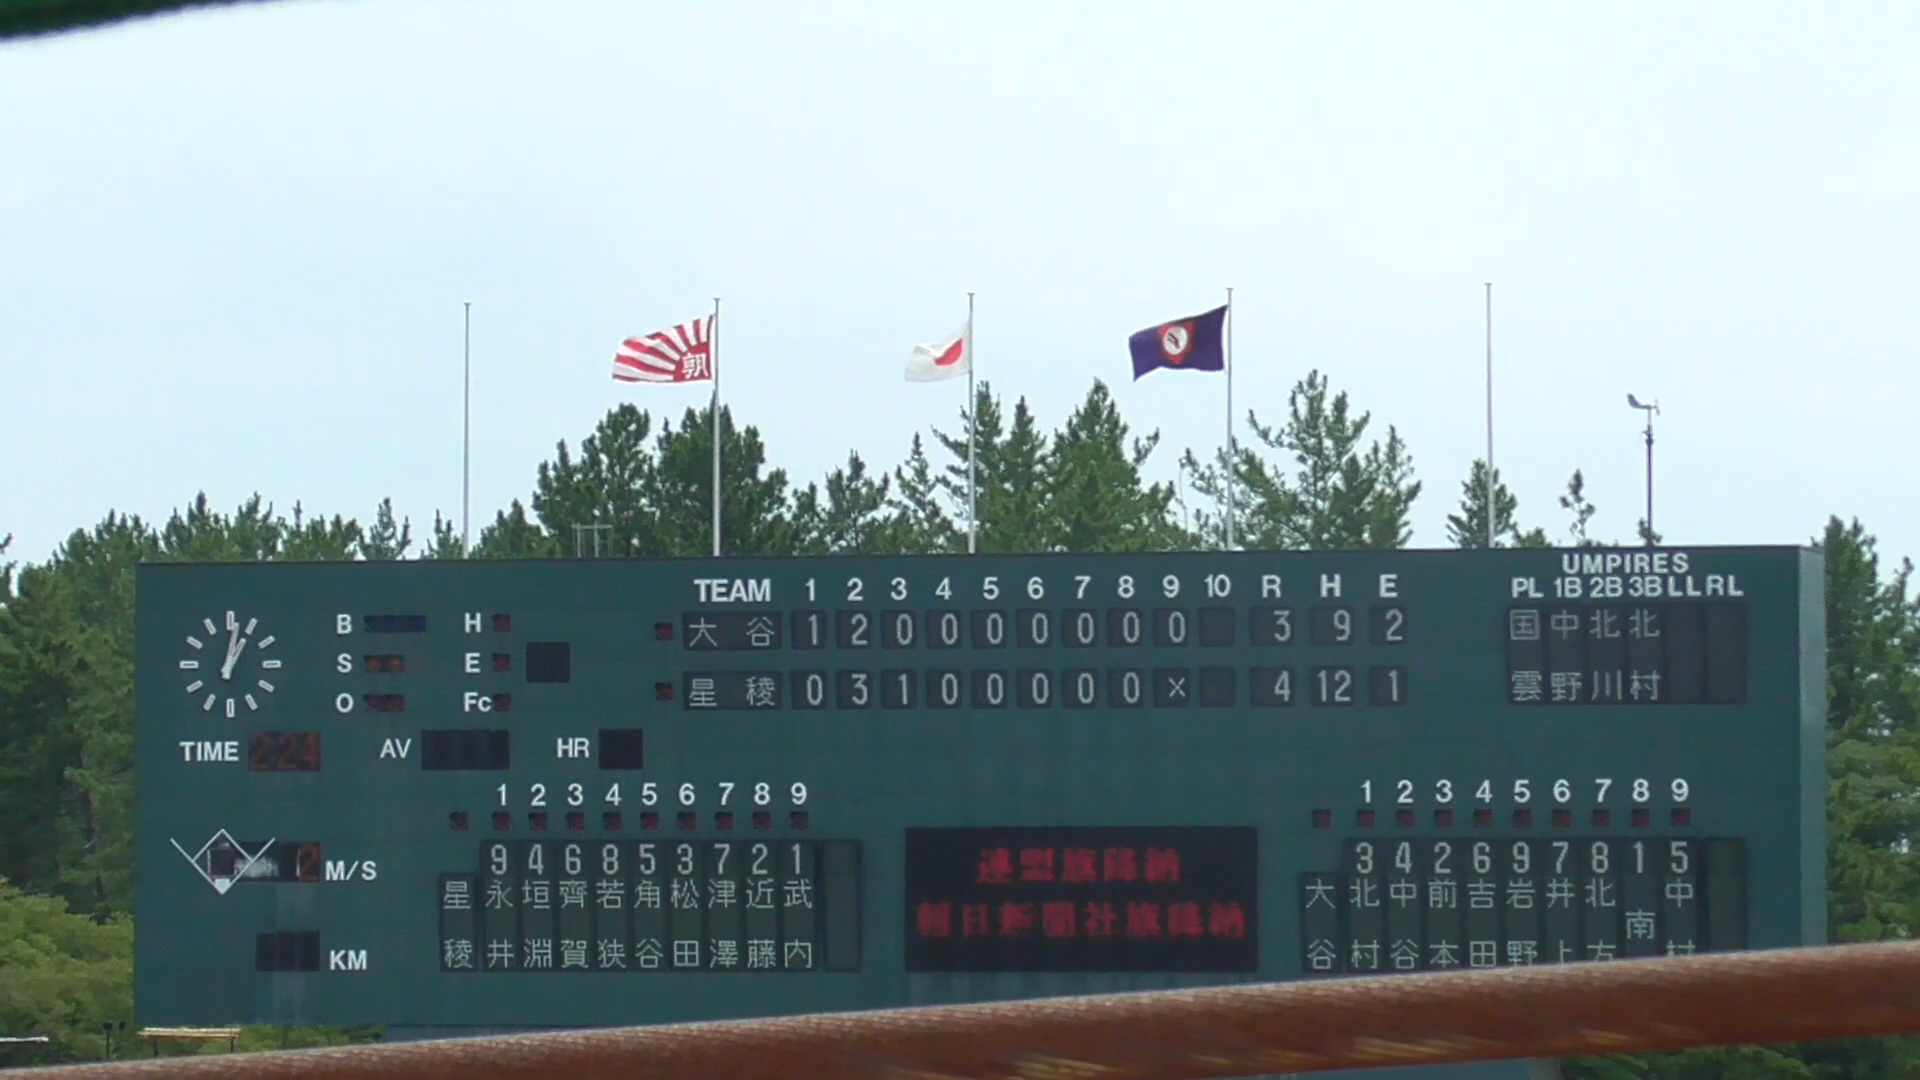 朝
UMPIRES
TEAM 1 2 3 4 5 6 7 8 9 10 R H E
PL 1B 2B 3B LL RL
B H
大谷 1 2 0 0 0 0 0 0 0 3 9 2
国雲 中野 北川 北村
S E
O Fc
星稜 0 3 1 0 0 0 0 0 × 4 12 1
TIME 2:24 AV HR
1 2 3 4 5 6 7 8 9
9 4 6 8 5 3 7 2 1
星稜 永井 垣淵 齊賀 若狭 角谷 松田 津澤 近藤 武内
2 M/S
KM
連盟旗降納
朝日新聞社旗降納
1 2 3 4 5 6 7 8 9
3 4 2 6 9 7 8 1 5
大谷 北村 中谷 前本 吉田 岩野 井上 北方 南 中村